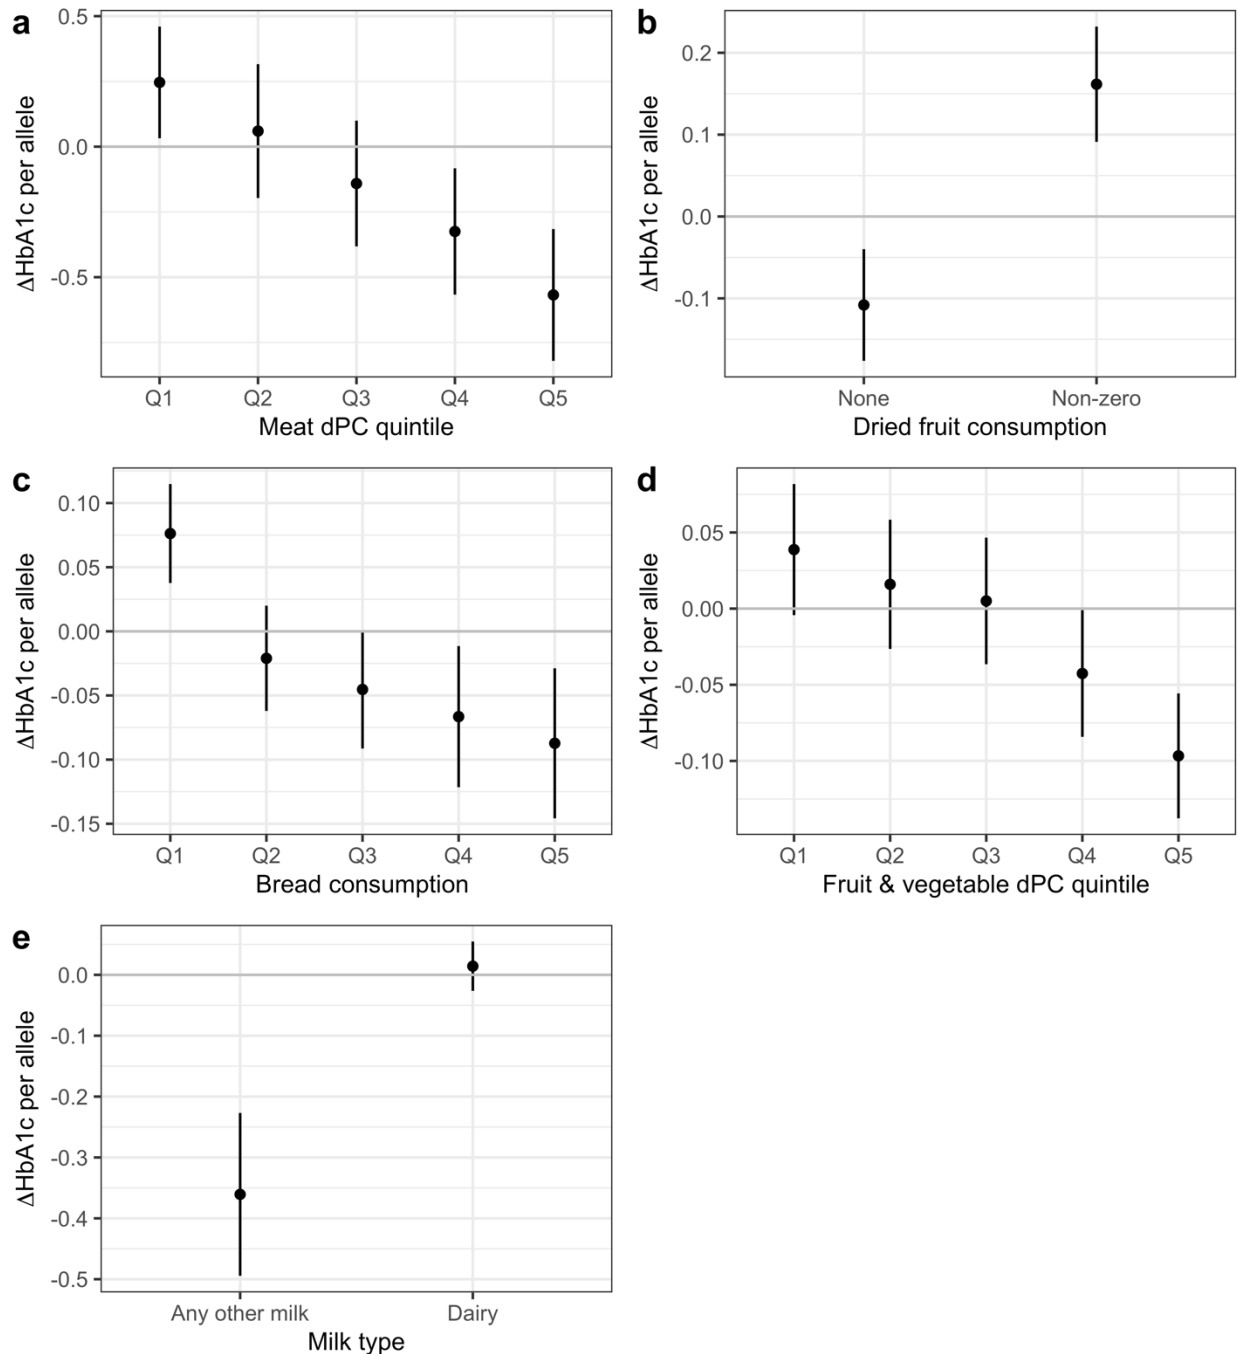 a
ΔHbA1c per allele
0.5
0.0
-0.5
Q1 Q2 Q3 Q4 Q5
Meat dPC quintile
b
ΔHbA1c per allele
0.2
0.1
0.0
-0.1
None Non-zero
Dried fruit consumption
c
ΔHbA1c per allele
0.10
0.05
0.00
-0.05
-0.10
-0.15
Q1 Q2 Q3 Q4 Q5
Bread consumption
d
ΔHbA1c per allele
0.05
0.00
-0.05
-0.10
Q1 Q2 Q3 Q4 Q5
Fruit & vegetable dPC quintile
e
ΔHbA1c per allele
0.0
-0.1
-0.2
-0.3
-0.4
-0.5
Any other milk Dairy
Milk type